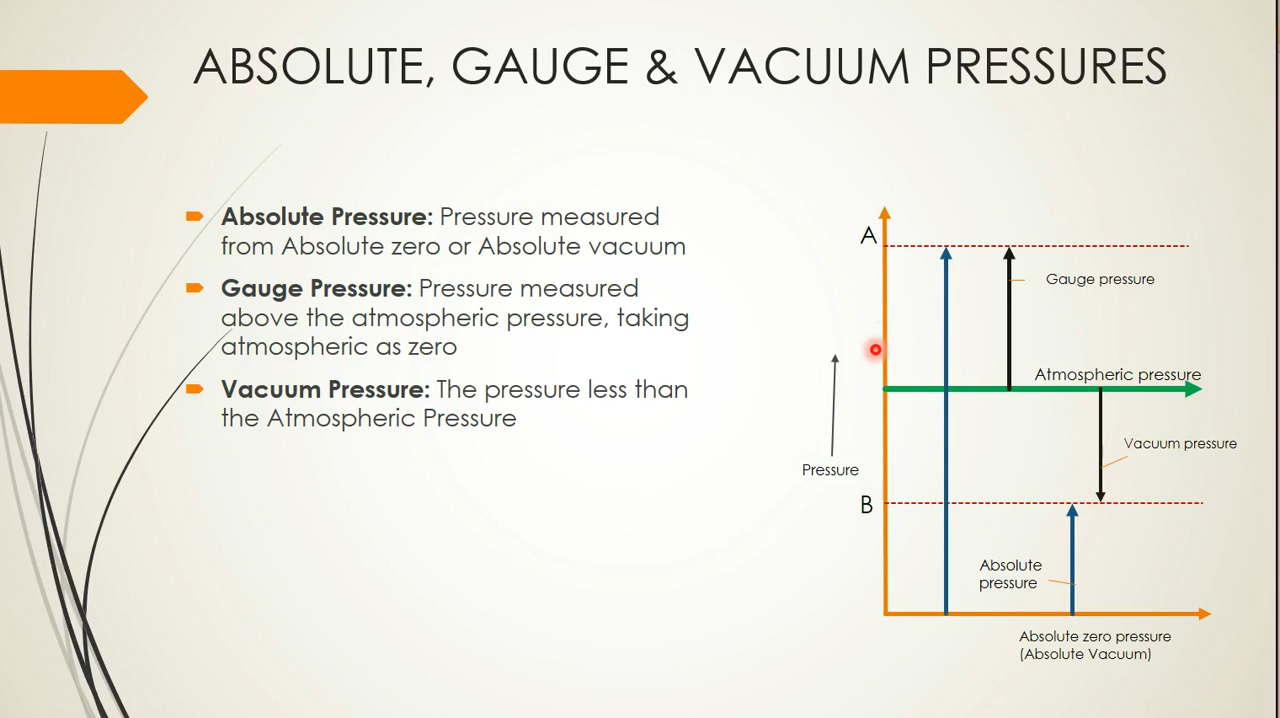 ABSOLUTE, GAUGE & VACUUM PRESSURES
Absolute Pressure: Pressure measured
from Absolute zero or Absolute vacuum
Gauge Pressure: Pressure measured
above the atmospheric pressure, taking
atmospheric as zero
Vacuum Pressure: The pressure less than
the Atmospheric Pressure
A
Gauge pressure
Atmospheric pressure
Vacuum pressure
Pressure
B
Absolute
pressure
Absolute zero pressure
(Absolute Vacuum)